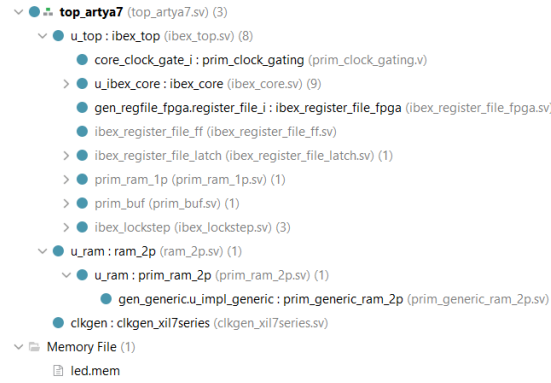 top_artya7 (top_artya7.sv) (3)
u_top : ibex_top (ibex_top.sv) (8)
core_clock_gate_i : prim_clock_gating (prim_clock_gating.v)
u_ibex_core : ibex_core (ibex_core.sv) (9)
gen_regfile_fpga.register_file_i : ibex_register_file_fpga (ibex_register_file_fpga.sv)
ibex_register_file_ff (ibex_register_file_ff.sv)
ibex_register_file_latch (ibex_register_file_latch.sv) (1)
prim_ram_1p (prim_ram_1p.sv) (1)
prim_buf (prim_buf.sv) (1)
ibex_lockstep (ibex_lockstep.sv) (3)
u_ram : ram_2p (ram_2p.sv) (1)
u_ram : prim_ram_2p (prim_ram_2p.sv) (1)
gen_generic.u_impl_generic : prim_generic_ram_2p (prim_generic_ram_2p.sv)
clkgen : clkgen_xil7series (clkgen_xil7series.sv)
Memory File (1)
led.mem